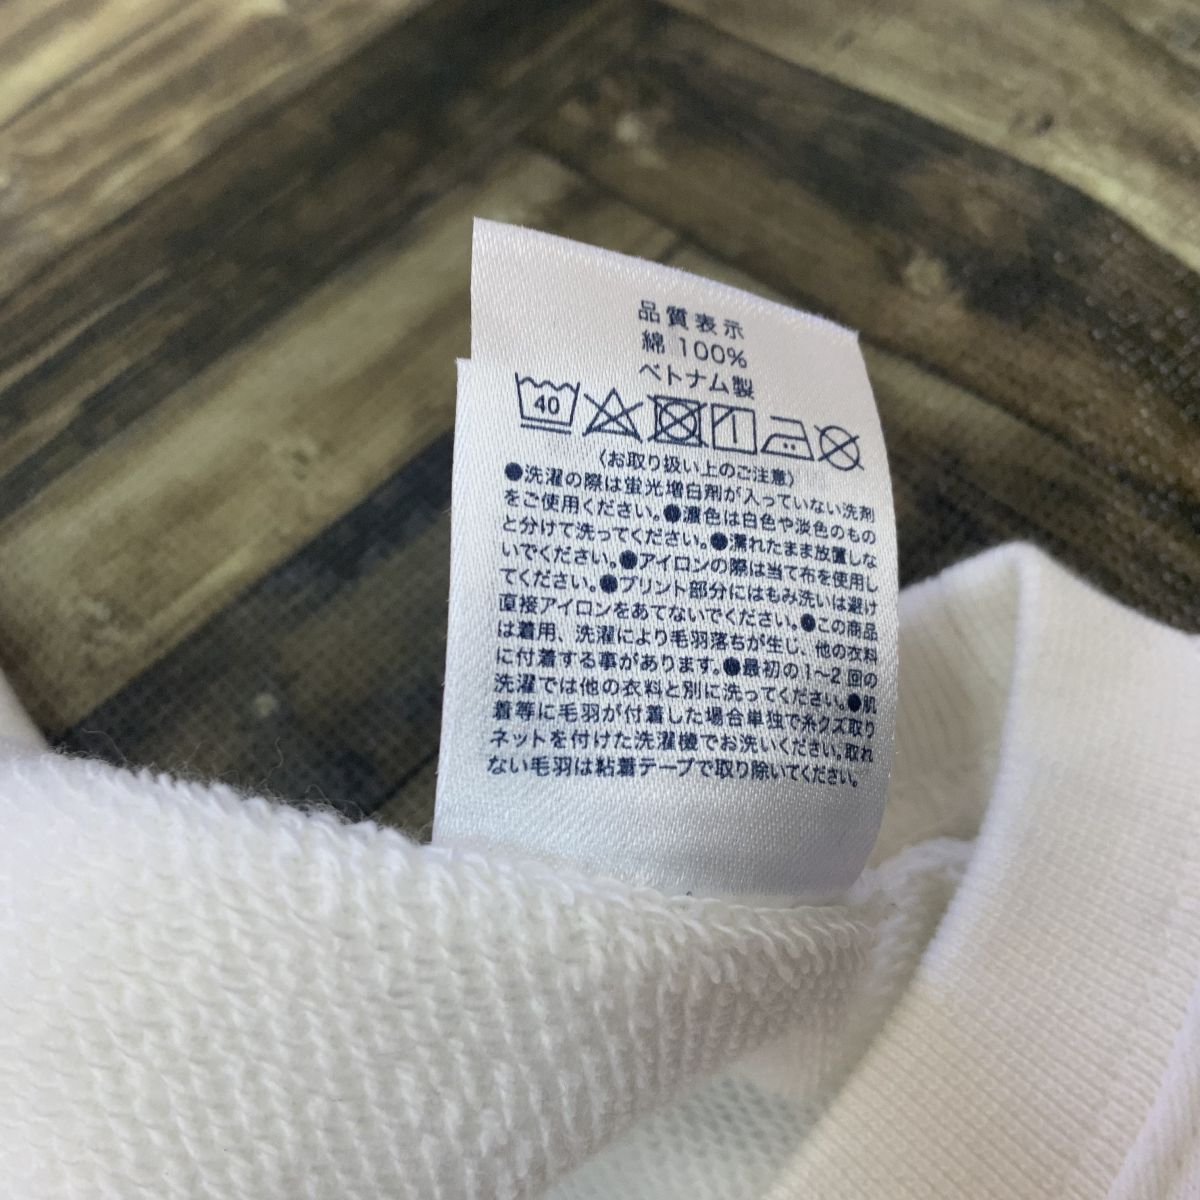 品質表示
綿 100%
ベトナム製
40
(お取り扱い上のご注意)
●洗濯の際は蛍光増白剤が入っていない洗剤
をご使用ください。●濃色は白色や淡色のもの
と分けて洗ってください。●濡れたまま放置しな
いでください。●アイロンの際は当て布を使用し
てください。●プリント部分にはもみ洗いは避け
直接アイロンをあてないでください。●この商品
は着用、洗濯により毛羽落ちが生じ、他の衣料
に付着する事があります。●最初の1~2回の
洗濯では他の衣料と別に洗ってください。●肌
着等に毛羽が付着した場合単独で糸クズ取り
ネットを付けた洗濯機でお洗いください。取れ
ない毛羽は粘着テープで取り除いてください。